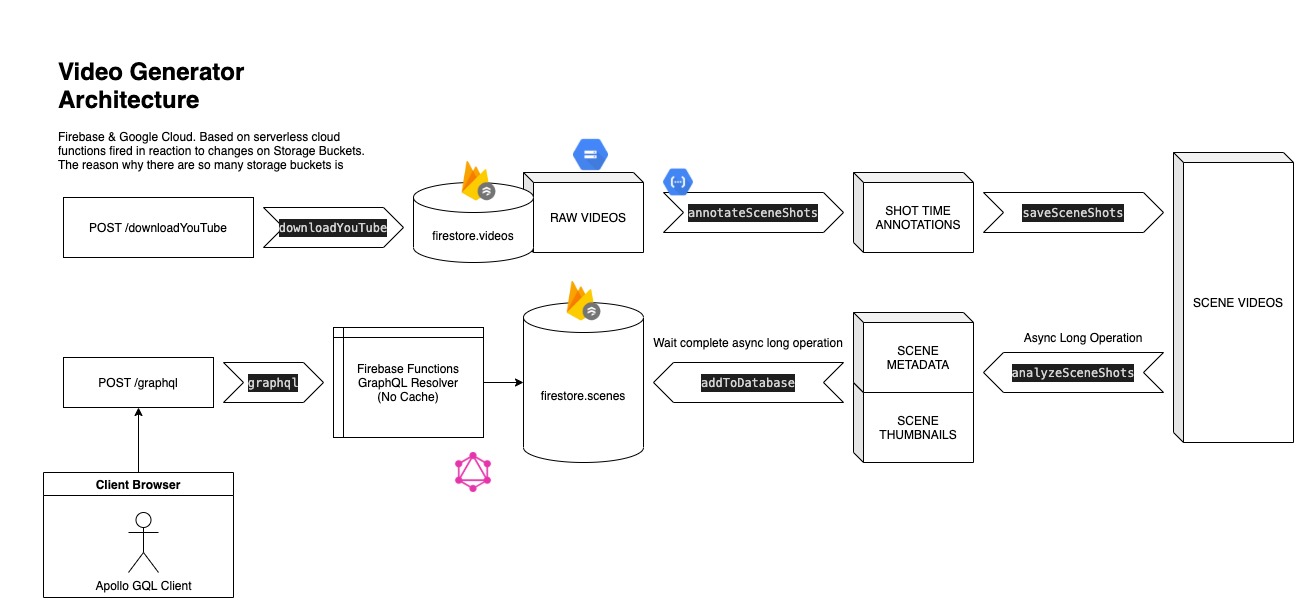 Video Generator
Architecture
Firebase & Google Cloud. Based on serverless cloud
functions fired in reaction to changes on Storage Buckets.
The reason why there are so many storage buckets is
POST /downloadYouTube
downloadYouTube
firestore.videos
RAW VIDEOS
annotateSceneShots
SHOT TIME
ANNOTATIONS
saveSceneShots
SCENE VIDEOS
POST /graphql
graphql
Firebase Functions
GraphQL Resolver
(No Cache)
firestore.scenes
Wait complete async long operation
addToDatabase
SCENE
METADATA
SCENE
THUMBNAILS
Async Long Operation
analyzeSceneShots
Client Browser
Apollo GQL Client